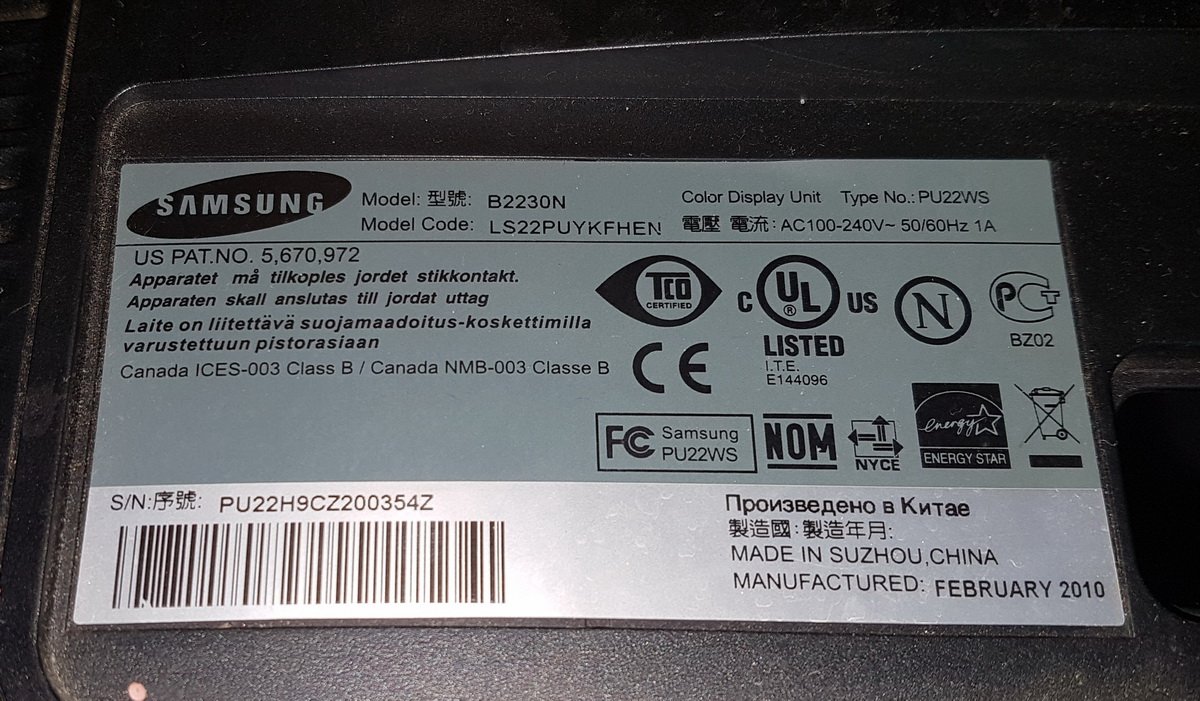 SAMSUNG
Model: 型號: B2230N
Model Code: LS22PUYKFHEN
Color Display Unit Type No.: PU22WS
電壓 電流: AC100-240V~ 50/60Hz 1A
US PAT.NO. 5,670,972
Apparatet må tilkoples jordet stikkontakt.
Apparaten skall anslutas till jordat uttag
Laite on liitettävä suojamaadoitus-koskettimilla
varustettuun pistorasiaan
Canada ICES-003 Class B / Canada NMB-003 Classe B
TCO
CERTIFIED
C UL US
®
LISTED
I.T.E.
E144096
N
PCT
BZ02
CE
FC Samsung
PU22WS
NOM
NYCE
energy
ENERGY STAR
S/N:序號: PU22H9CZ200354Z
Произведено в Китае
製造國: 製造年月:
MADE IN SUZHOU,CHINA
MANUFACTURED: FEBRUARY 2010